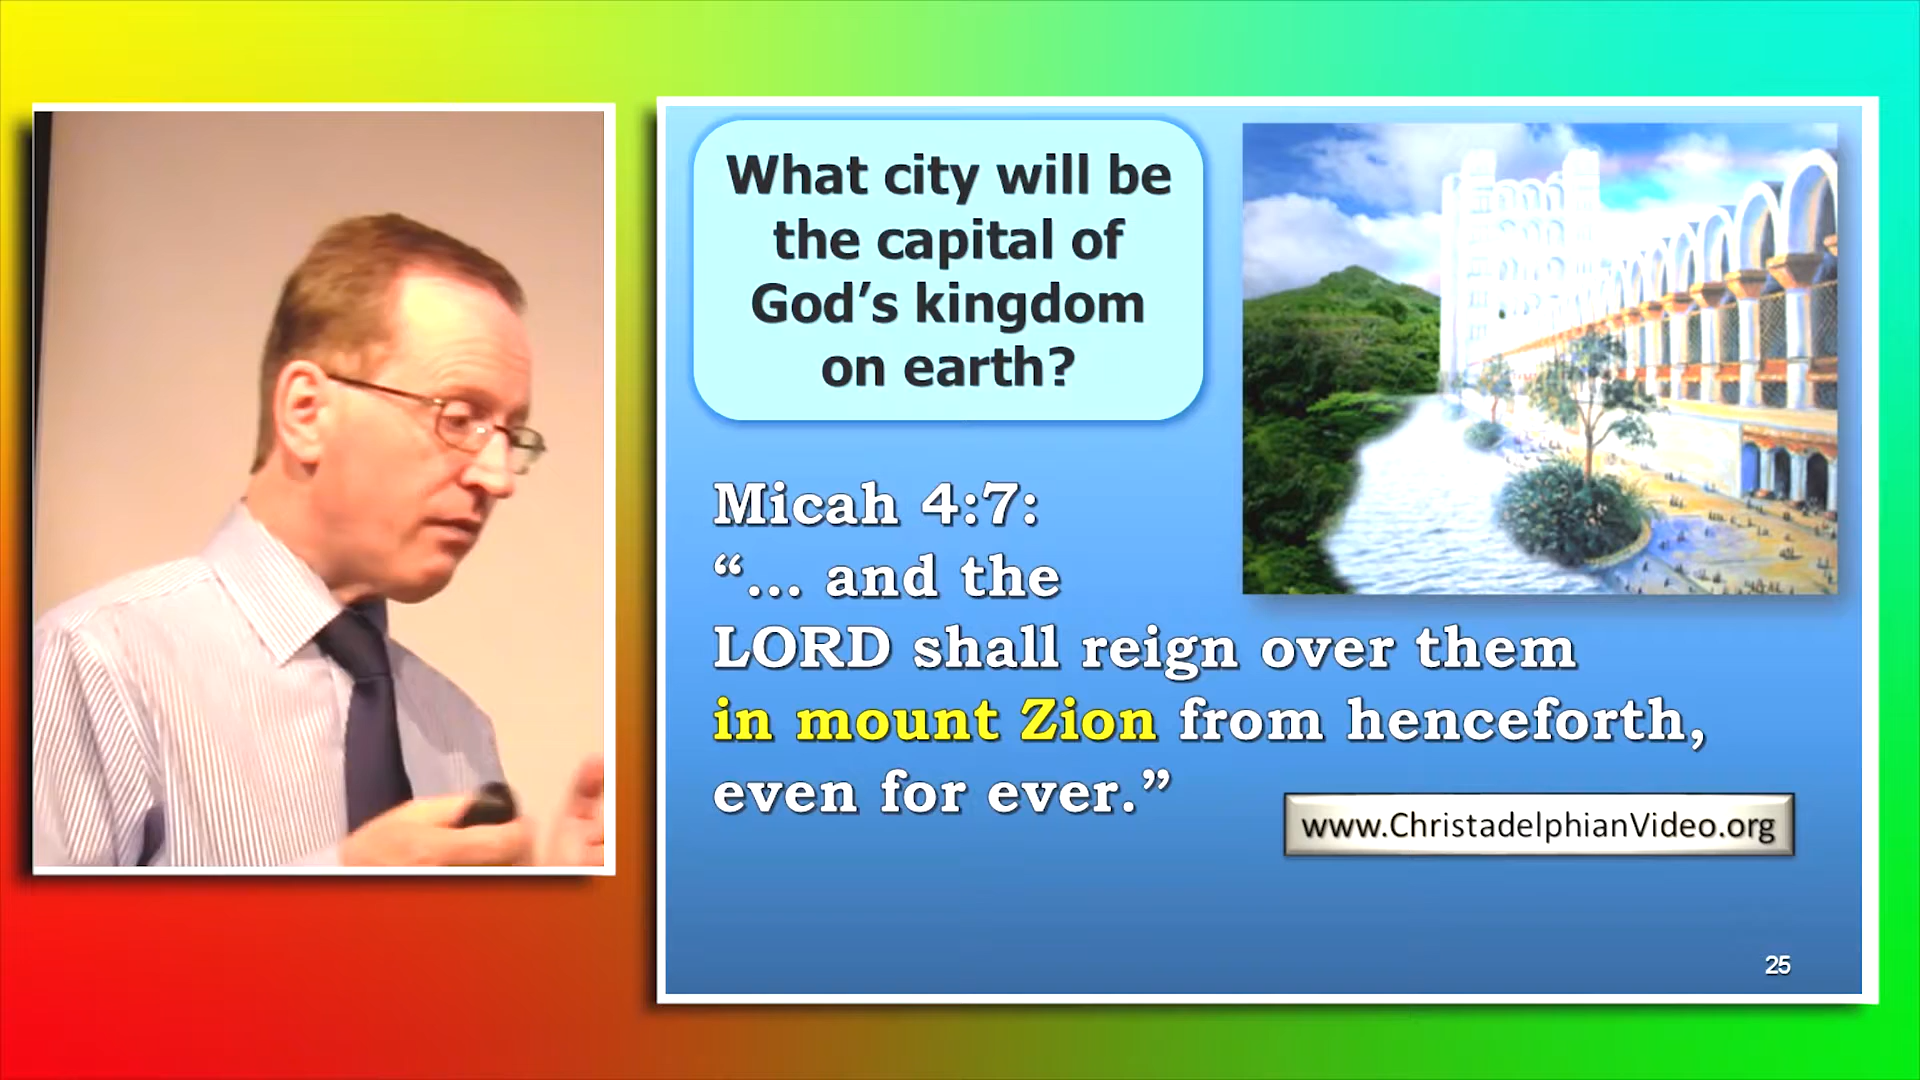 What city will be
the capital of
God’s kingdom
on earth?
Micah 4:7:
“... and the
LORD shall reign over them
in mount Zion from henceforth,
even for ever.”
www.ChristadelphianVideo.org
25